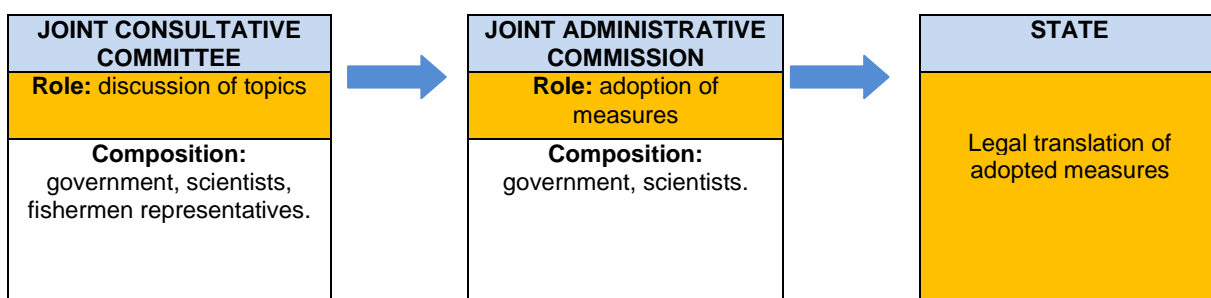 JOINT CONSULTATIVE
COMMITTEE
Role: discussion of topics
Composition:
government, scientists,
fishermen representatives.
JOINT ADMINISTRATIVE
COMMISSION
Role: adoption of
measures
Composition:
government, scientists.
STATE
Legal translation of
adopted measures